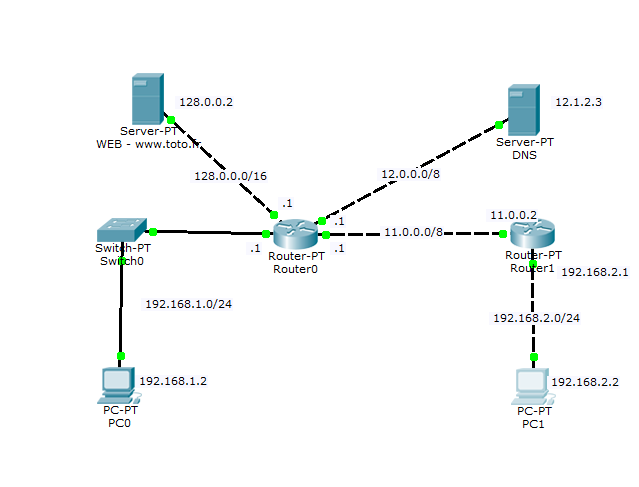 128.0.0.2
Server-PT
WEB - www.toto.fr
12.1.2.3
Server-PT
DNS
128.0.0.0/16
12.0.0.0/8
.1
.1
11.0.0.2
Switch-PT
Switch0
.1
Router-PT
Router0
.1
11.0.0.0/8
Router-PT
Router1
192.168.2.1
192.168.1.0/24
192.168.2.0/24
192.168.1.2
PC-PT
PC0
192.168.2.2
PC-PT
PC1